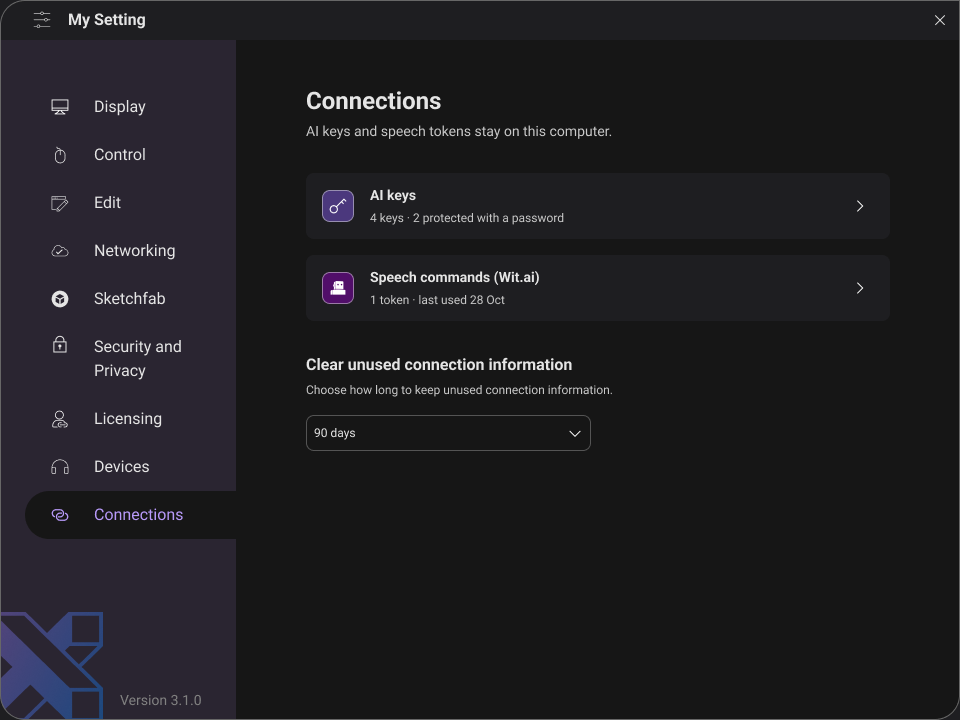 My Setting
Display
Control
Edit
Networking
Sketchfab
Security and
Privacy
Licensing
Devices
Connections
Version 3.1.0
Connections
AI keys and speech tokens stay on this computer.
AI keys
4 keys · 2 protected with a password
Speech commands (Wit.ai)
1 token · last used 28 Oct
Clear unused connection information
Choose how long to keep unused connection information.
90 days